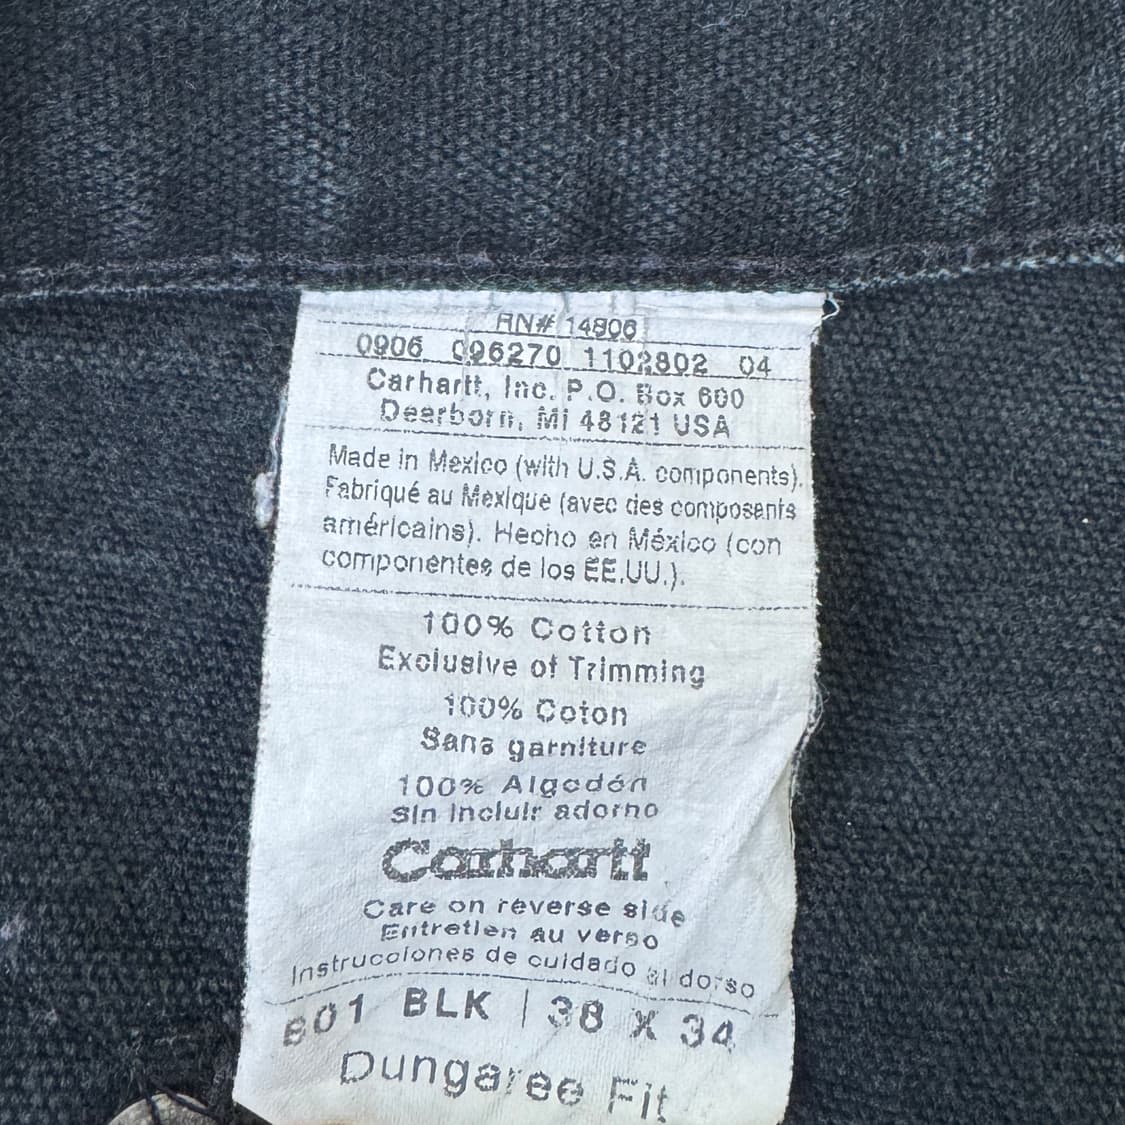 RN# 14806
0906 096270 1102802 04
Carhartt, Inc. P.O. Box 600
Dearborn, MI 48121 USA
Made in Mexico (with U.S.A. components).
Fabriqué au Mexique (avec des composants
américains). Hecho en México (con
componentes de los EE.UU.).
100% Cotton
Exclusive of Trimming
100% Coton
Sans garniture
100% Algodón
sin incluir adorno
Carhartt
Care on reverse side
Entretien au verso
Instrucciones de cuidado al dorso
B01 BLK | 38 X 34
Dungaree Fit